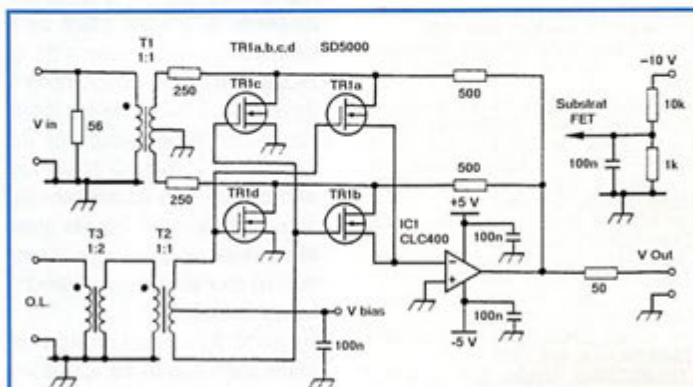 T1
1:1
TR1a,b,c,d SD5000
250
TR1c
TR1a
500
V in
56
250
TR1d
TR1b
500
–10 V
Substrat
FET
10k
100n
1k
T3
1:2
T2
1:1
IC1
CLC400
+5 V
100n
O.L.
V bias
100n
100n
–5 V
50
V Out